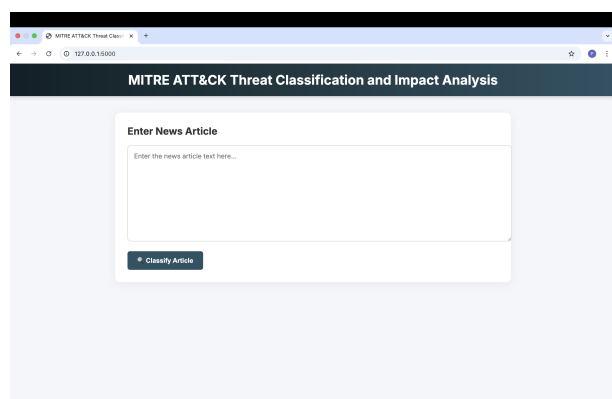 MITRE ATT&CK Threat Classi
127.0.0.1:5000
MITRE ATT&CK Threat Classification and Impact Analysis
Enter News Article
Enter the news article text here...
Classify Article